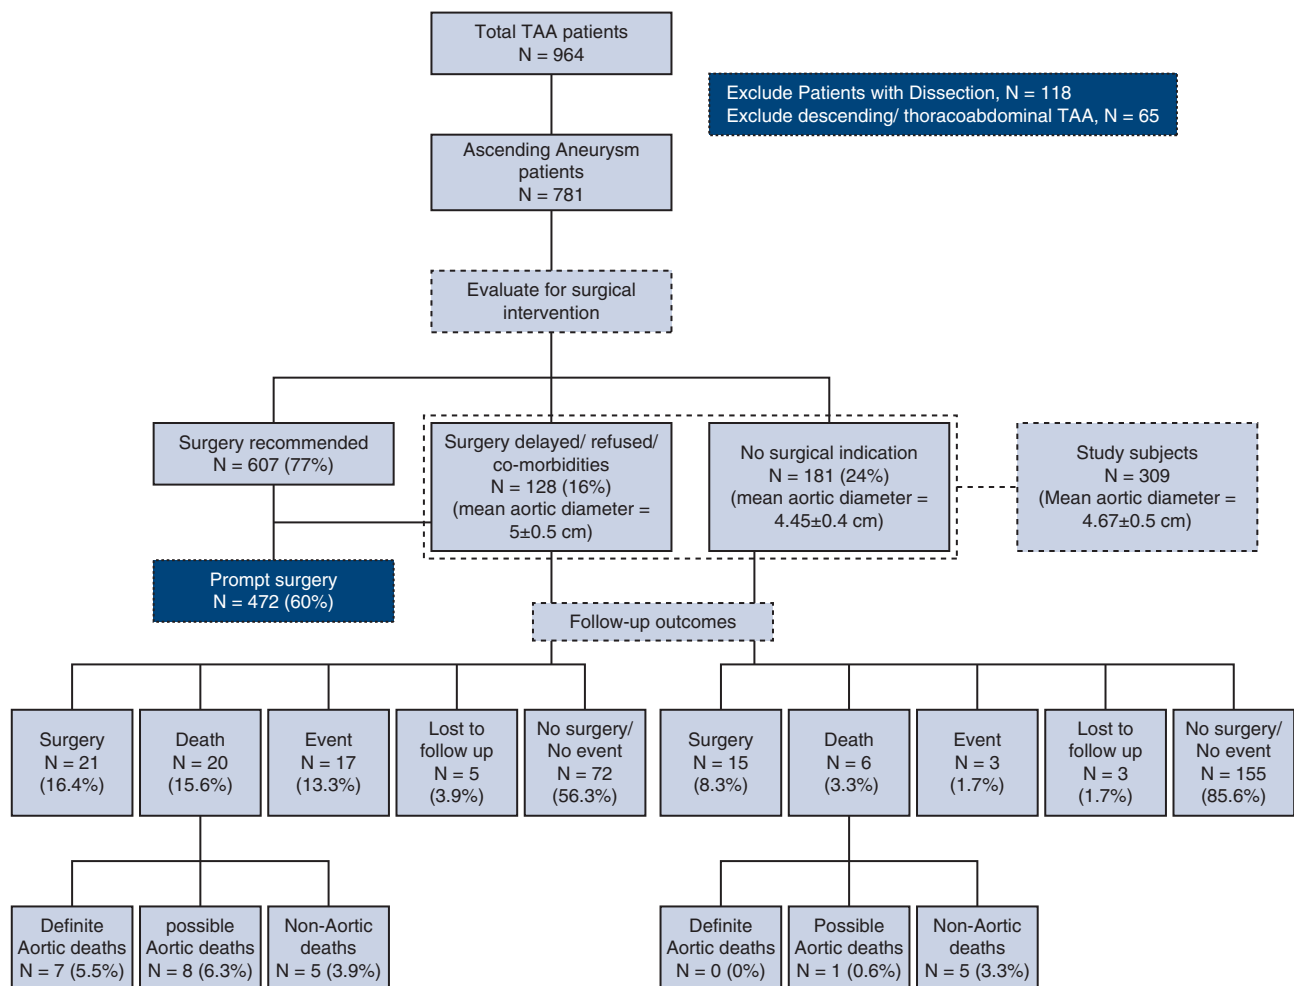 Total TAA patients
N = 964
Exclude Patients with Dissection, N = 118
Exclude descending/ thoracoabdominal TAA, N = 65
Ascending Aneurysm
patients
N = 781
Evaluate for surgical
intervention
Surgery recommended
N = 607 (77%)
Surgery delayed/ refused/
co-morbidities
N = 128 (16%)
(mean aortic diameter =
5±0.5 cm)
No surgical indication
N = 181 (24%)
(mean aortic diameter =
4.45±0.4 cm)
Study subjects
N = 309
(Mean aortic diameter =
4.67±0.5 cm)
Prompt surgery
N = 472 (60%)
Follow-up outcomes
Surgery
N = 21
(16.4%)
Death
N = 20
(15.6%)
Event
N = 17
(13.3%)
Lost to
follow up
N = 5
(3.9%)
No surgery/
No event
N = 72
(56.3%)
Surgery
N = 15
(8.3%)
Death
N = 6
(3.3%)
Event
N = 3
(1.7%)
Lost to
follow up
N = 3
(1.7%)
No surgery/
No event
N = 155
(85.6%)
Definite
Aortic deaths
N = 7 (5.5%)
possible
Aortic deaths
N = 8 (6.3%)
Non-Aortic
deaths
N = 5 (3.9%)
Definite
Aortic deaths
N = 0 (0%)
Possible
Aortic deaths
N = 1 (0.6%)
Non-Aortic
deaths
N = 5 (3.3%)